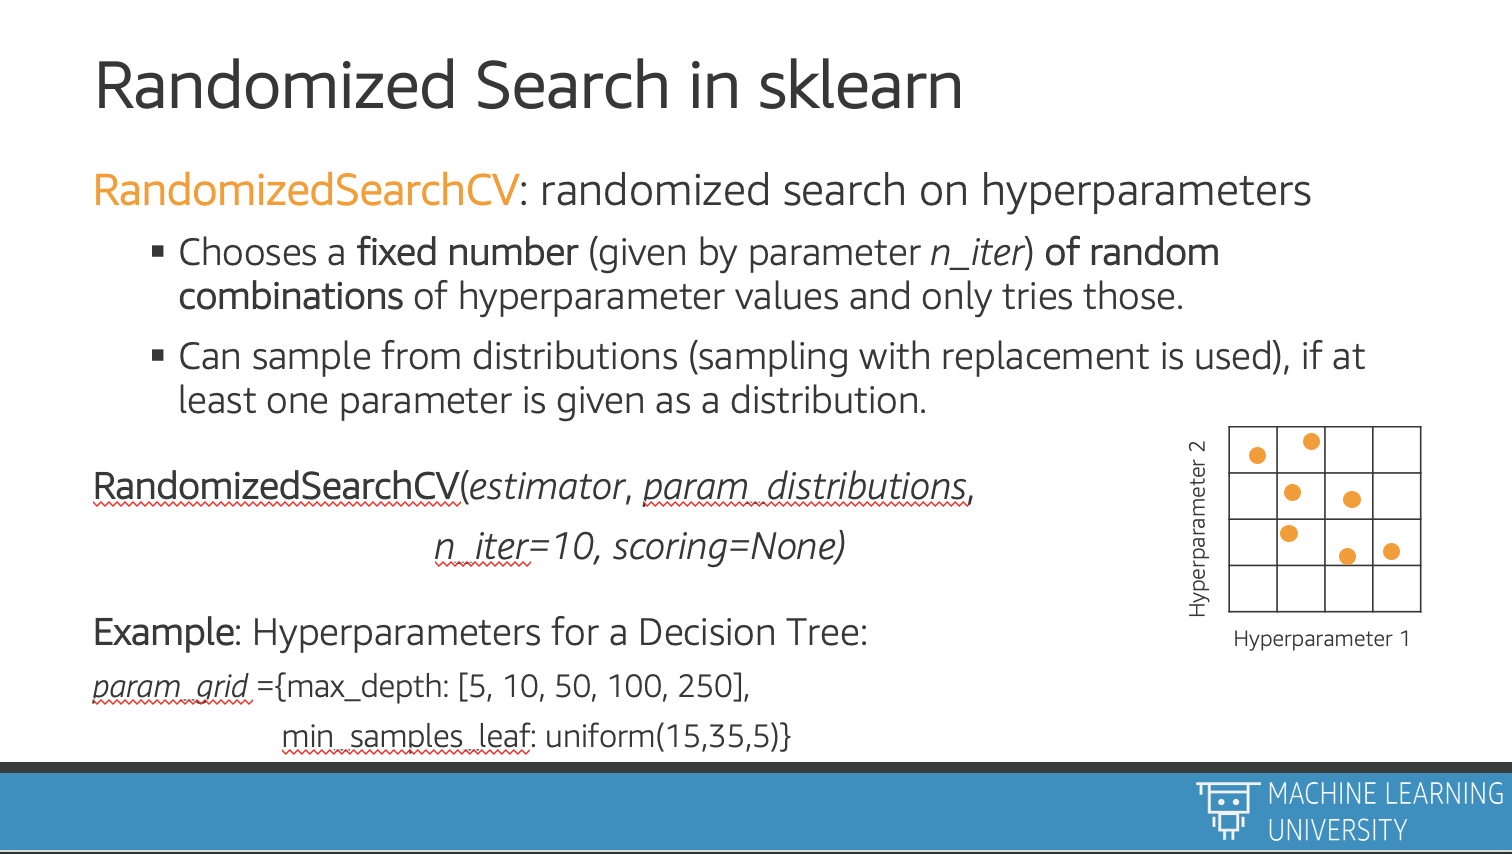 Randomized Search in sklearn
RandomizedSearchCV: randomized search on hyperparameters
▪ Chooses a fixed number (given by parameter n_iter) of random
combinations of hyperparameter values and only tries those.
▪ Can sample from distributions (sampling with replacement is used), if at
least one parameter is given as a distribution.
RandomizedSearchCV(estimator, param_distributions,
n_iter=10, scoring=None)
Example: Hyperparameters for a Decision Tree:
param_grid ={max_depth: [5, 10, 50, 100, 250],
min_samples_leaf: uniform(15,35,5)}
Hyperparameter 2
Hyperparameter 1
MACHINE LEARNING
UNIVERSITY